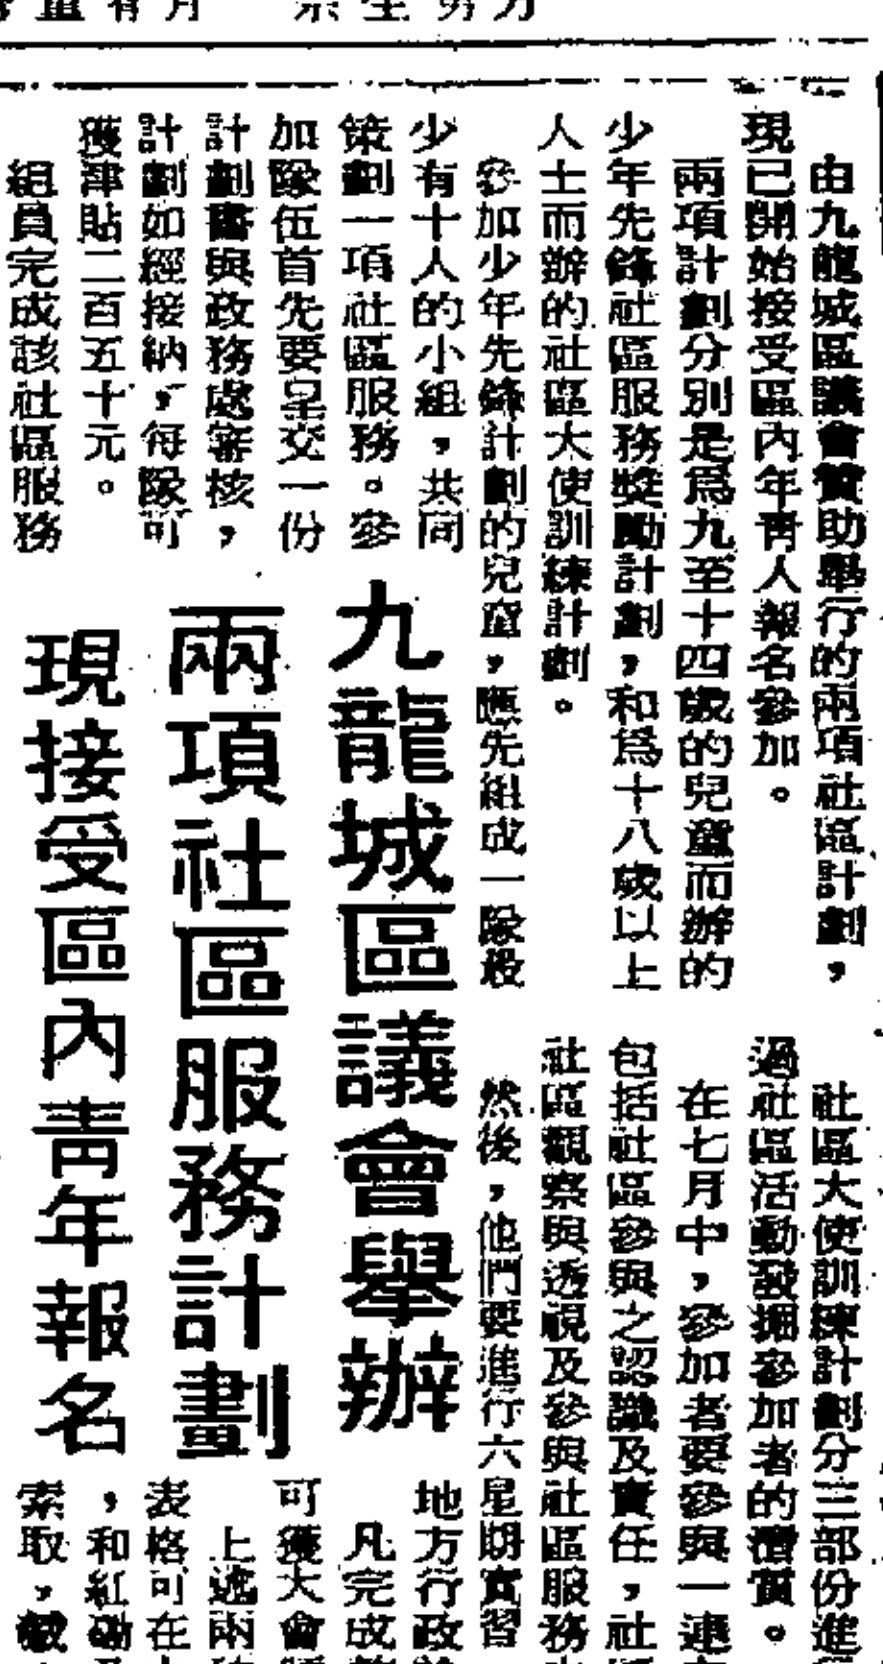 九龍城區議會舉辦
兩項社區服務計劃
現接受區內青年報名
由九龍城區議會贊助舉行的兩項社區計劃，
現已開始接受區內年靑人報名參加。
兩項計劃分別是爲九至十四歲的兒童而辦的
少年先鋒社區服務獎勵計劃，和爲十八歲以上
人士而辦的社區大使訓練計劃。
參加少年先鋒計劃的兒童，應先組成一隊最
少有十人的小組，共同
策劃一項社區服務。參
加隊伍首先要呈交一份
計劃書與政務處審核，
計劃如經接納，每隊可
獲津貼二百五十元。
組員完成該社區服務
社區大使訓練計劃分三部份進
過社區活動發掘參加者的潛質。
在七月中，參加者要參與一連
包括社區參與之認識及責任，社
社區觀察與透視及參與社區服務
然後，他們要進行六星期實習
地方行政
凡完成
可獲大會
上述兩
表格可在
，和紅磡
索取，